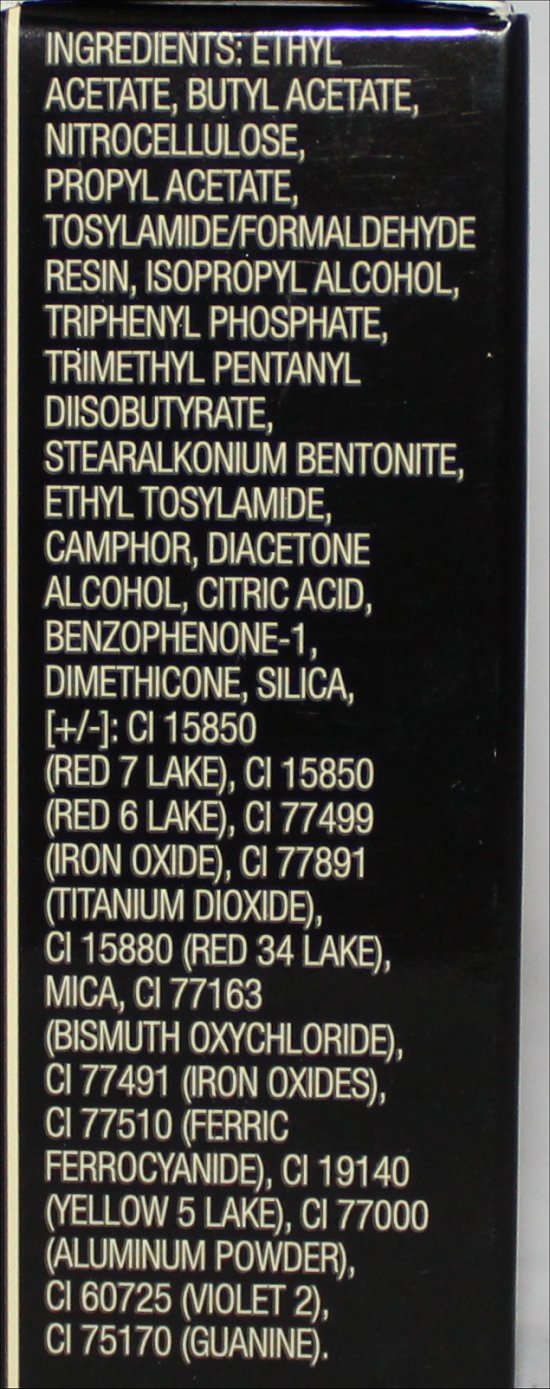 INGREDIENTS: ETHYL
ACETATE, BUTYL ACETATE,
NITROCELLULOSE,
PROPYL ACETATE,
TOSYLAMIDE/FORMALDEHYDE
RESIN, ISOPROPYL ALCOHOL,
TRIPHENYL PHOSPHATE,
TRIMETHYL PENTANYL
DIISOBUTYRATE,
STEARALKONIUM BENTONITE,
ETHYL TOSYLAMIDE,
CAMPHOR, DIACETONE
ALCOHOL, CITRIC ACID,
BENZOPHENONE-1,
DIMETHICONE, SILICA,
[+/-]: CI 15850
(RED 7 LAKE), CI 15850
(RED 6 LAKE), CI 77499
(IRON OXIDE), CI 77891
(TITANIUM DIOXIDE),
CI 15880 (RED 34 LAKE),
MICA, CI 77163
(BISMUTH OXYCHLORIDE),
CI 77491 (IRON OXIDES),
CI 77510 (FERRIC
FERROCYANIDE), CI 19140
(YELLOW 5 LAKE), CI 77000
(ALUMINUM POWDER),
CI 60725 (VIOLET 2),
CI 75170 (GUANINE).